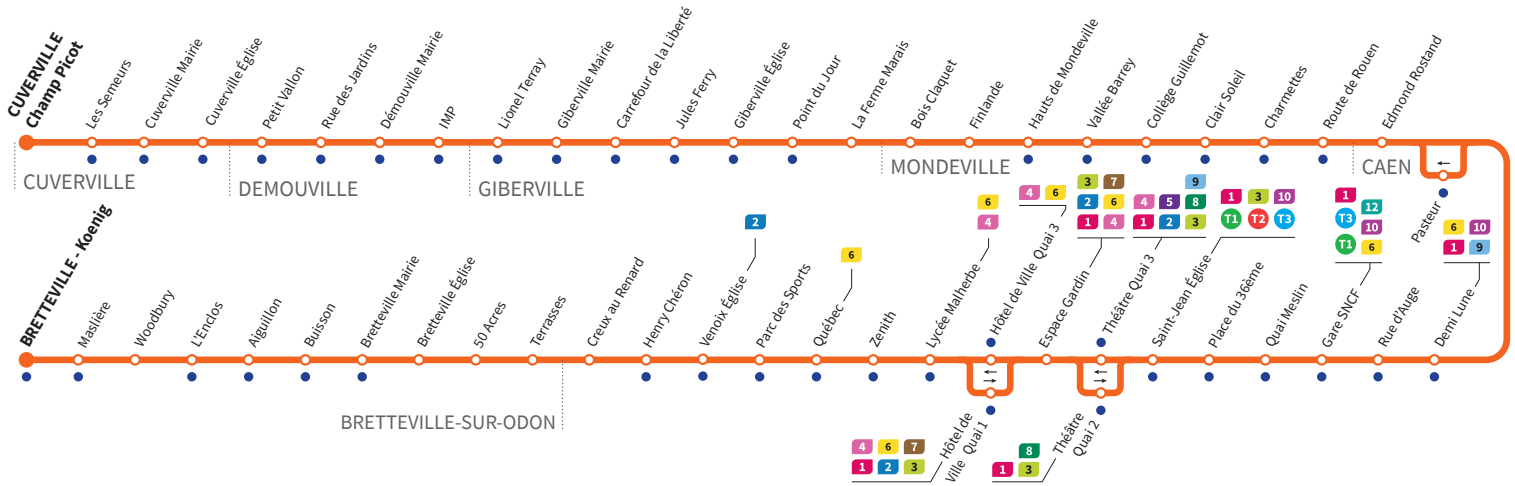 CUVERVILLE
Champ Picot
Les Semeurs
Cuverville Mairie
Cuverville Église
Petit Vallon
Rue des Jardins
Démouville Mairie
IMP
Lionel Terray
Giberville Mairie
Carrefour de la Liberté
Jules Ferry
Giberville Église
Point du Jour
La Ferme Marais
Bois Claquet
Finlande
Hauts de Mondeville
Vallée Barrey
Collège Guillemot
Clair Soleil
Charmettes
Route de Rouen
Edmond Rostand
CUVERVILLE
DEMOUVILLE
GIBERVILLE
MONDEVILLE
CAEN
←
Pasteur
BRETTEVILLE - Koenig
Maslière
Woodbury
L'Enclos
Aiguillon
Buisson
Bretteville Mairie
Bretteville Église
50 Acres
Terrasses
Creux au Renard
Henry Chéron
2
Venoix Église
Parc des Sports
6
Québec
Zenith
6
4
Lycée Malherbe
4 6
Hôtel de Ville Quai 3
3 7
2 6
1 4
Espace Gardin
9
4 5 8
1 2 3
Théâtre Quai 3
1 3 10
T1 T2 T3
Saint-Jean Église
Place du 36ème
Quai Meslin
1
T3 12
10
T1 6
Gare SNCF
Rue d'Auge
6 10
1 9
Demi Lune
←
→
←
→
BRETTEVILLE-SUR-ODON
4 6 7
1 2 3
Hôtel de
Ville Quai 1
8
1 3
Théâtre
Quai 2